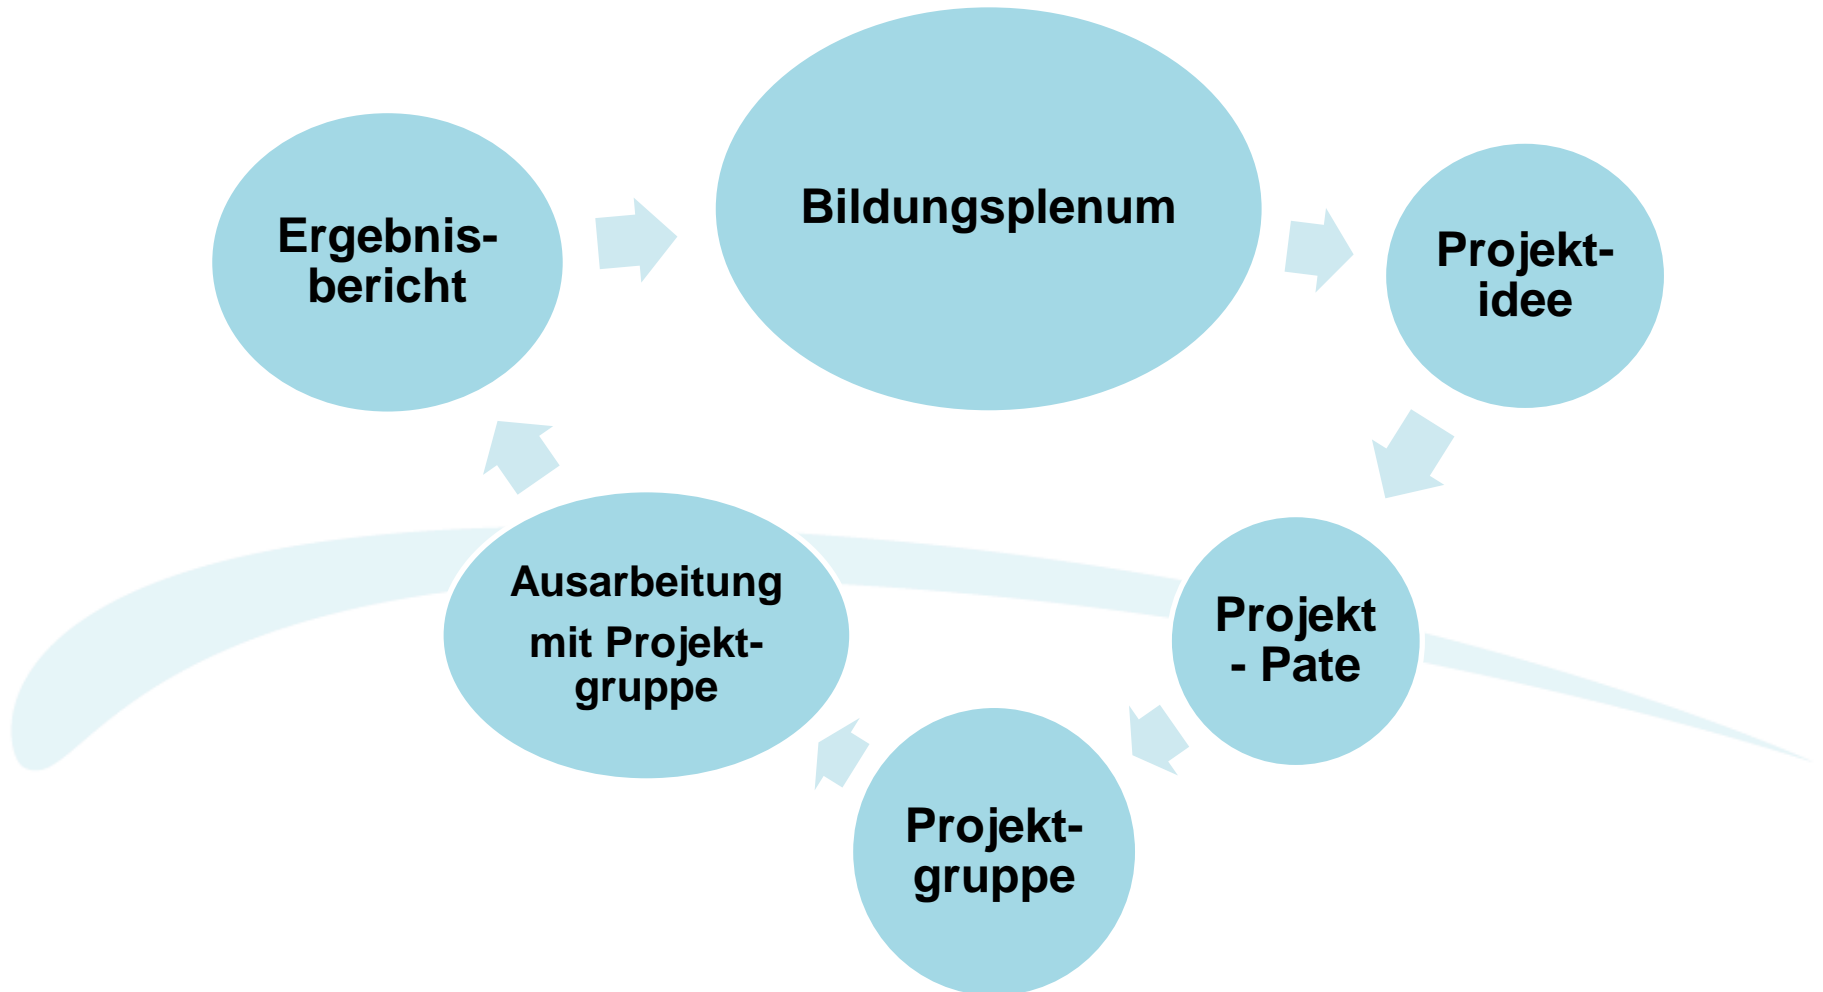 Bildungsplenum
Projekt-
idee
Projekt
- Pate
Projekt-
gruppe
Ausarbeitung
mit Projekt-
gruppe
Ergebnis-
bericht